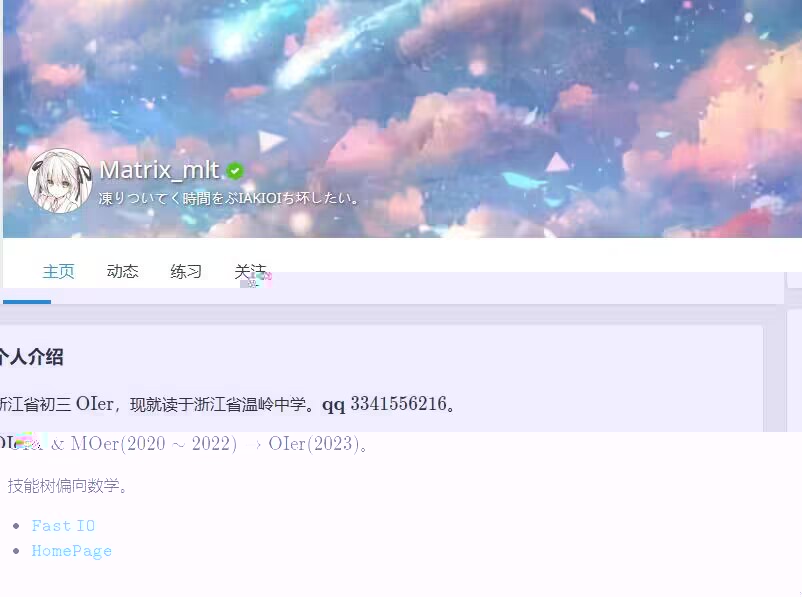 Matrix_mlt
凍りついてく時間をぶIAKIOIち坏したい。
主页 动态 练习 关注
个人介绍
浙江省初三 OIer，现就读于浙江省温岭中学。qq 3341556216。
& MOer(2020 ∼ 2022) → OIer(2023)。
技能树偏向数学。
Fast IO
HomePage